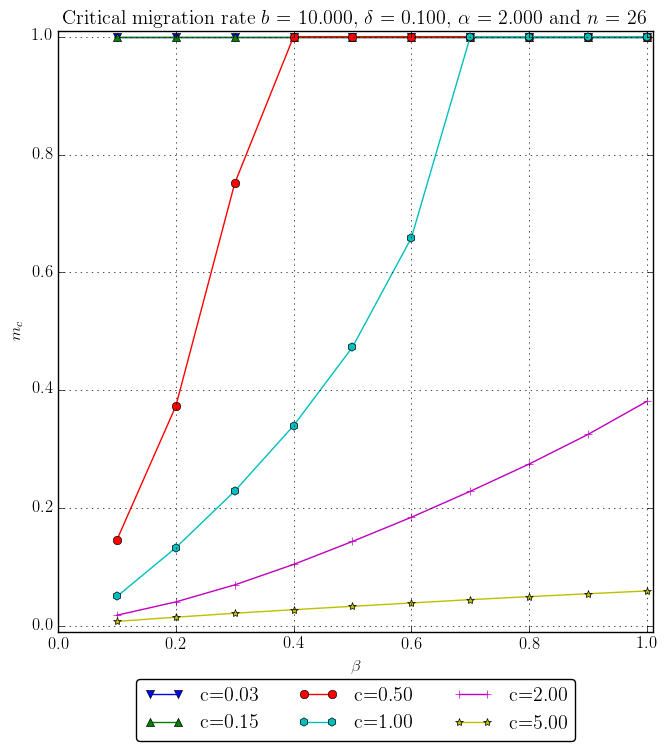 Critical migration rate b = 10.000, δ = 0.100, α = 2.000 and n = 26
1.0
0.8
0.6
0.4
0.2
0.0
m_c
0.0 0.2 0.4 0.6 0.8 1.0
β
c=0.03 c=0.50 c=2.00
c=0.15 c=1.00 c=5.00